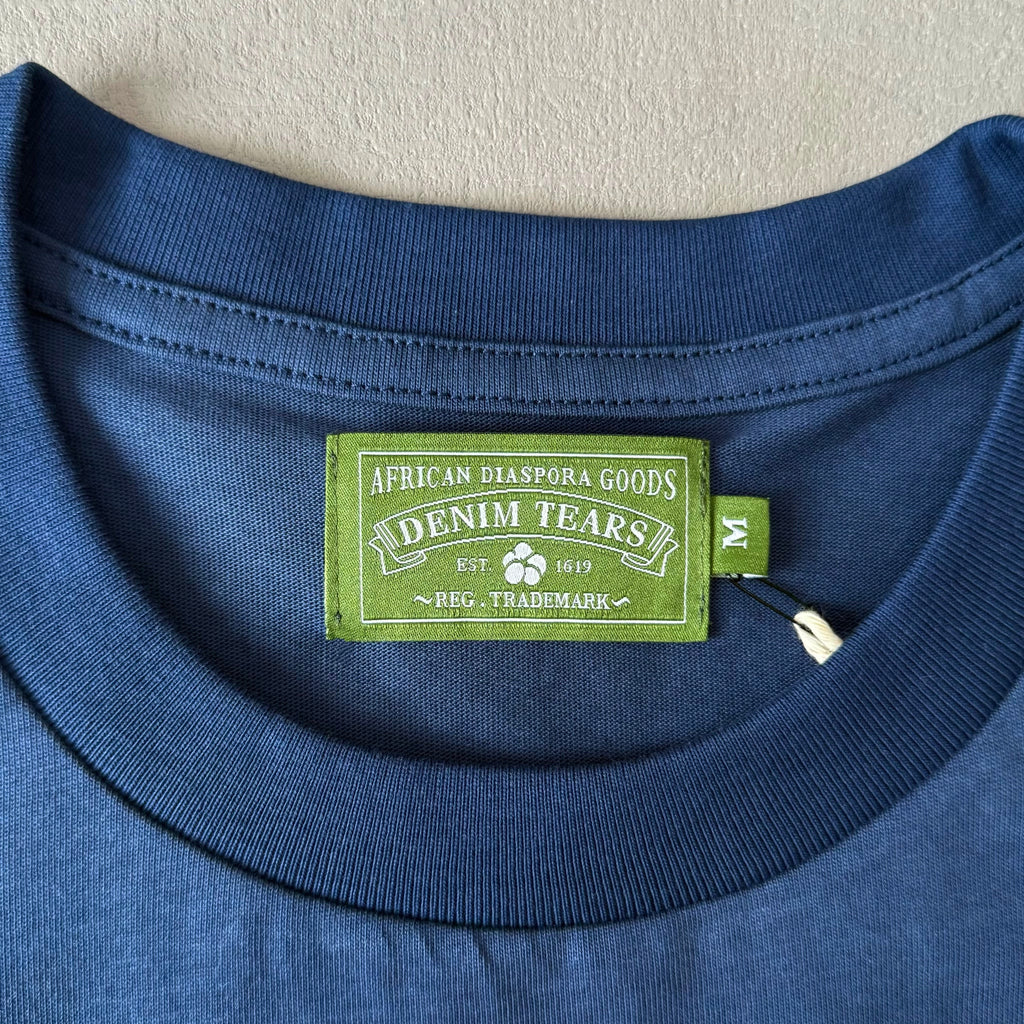 AFRICAN DIASPORA GOODS
DENIM TEARS
EST. 1619
~REG. TRADEMARK~
M